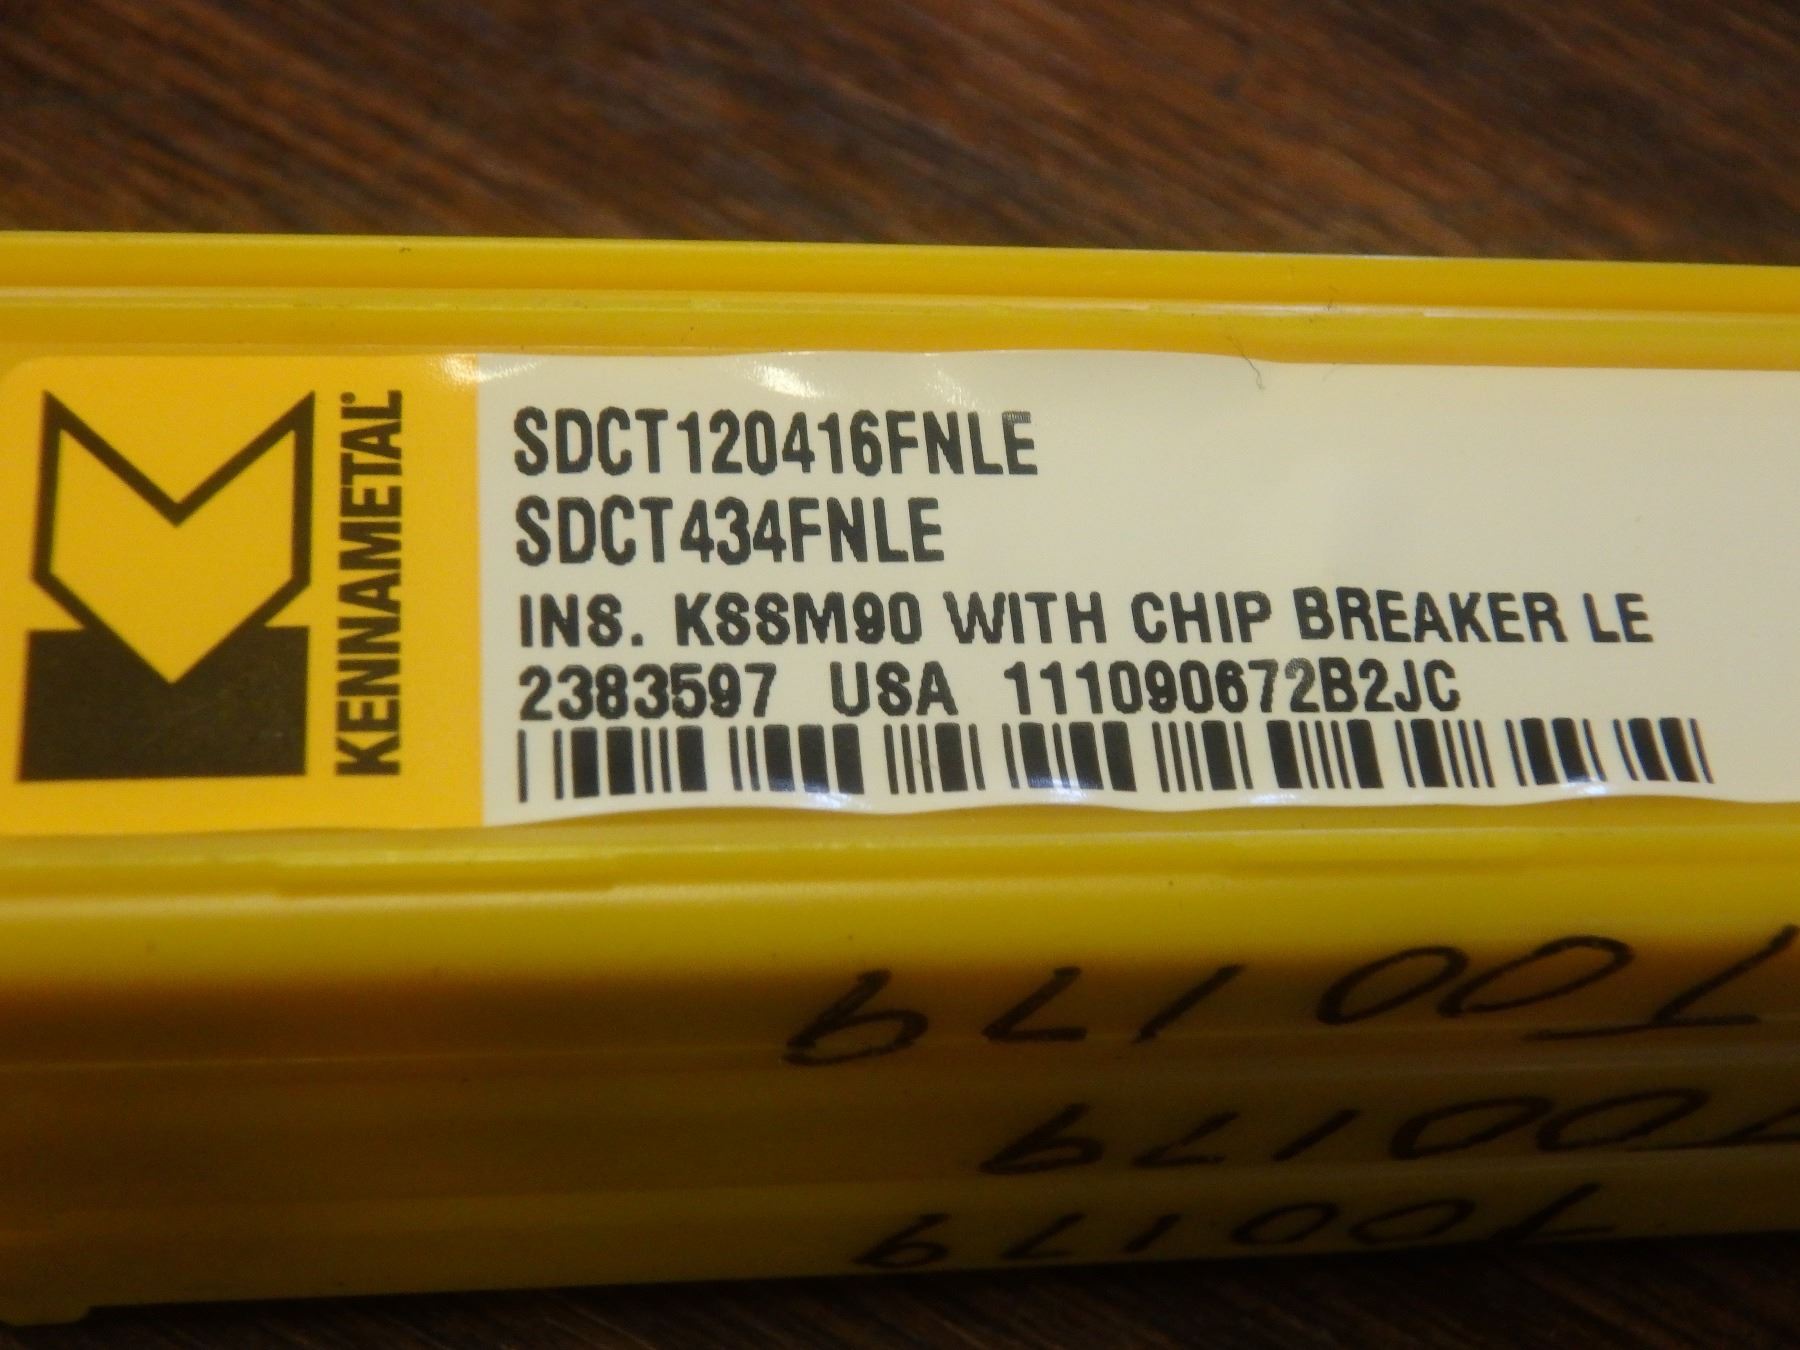 KENNAMETAL
SDCT120416FNLE
SDCT434FNLE
INS. KSSM90 WITH CHIP BREAKER LE
2383597 USA 111090672B2JC
T00179
T00179
T00179